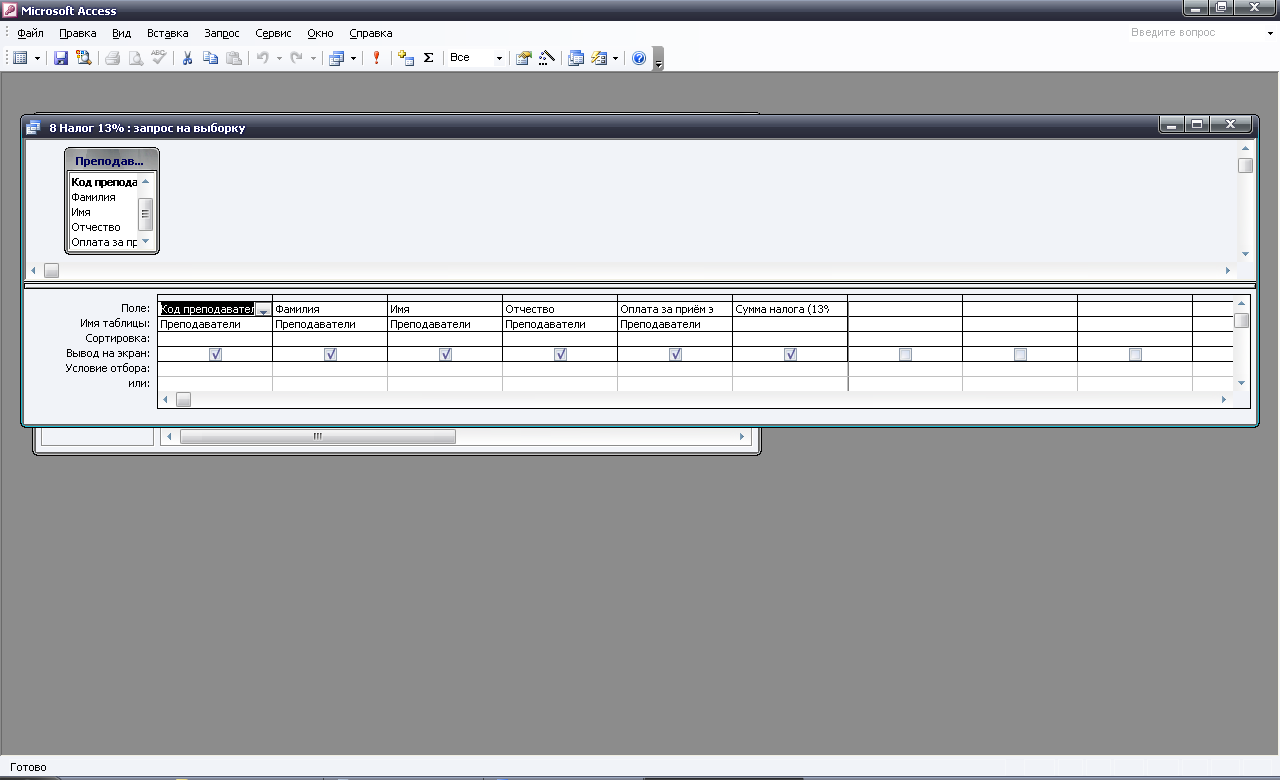 Microsoft Access
Файл Правка Вид Вставка Запрос Сервис Окно Справка
Введите вопрос
Все
8 Налог 13% : запрос на выборку
Преподав...
Код препода
Фамилия
Имя
Отчество
Оплата за пр
Поле: Код преподавател Фамилия Имя Отчество Оплата за приём э Сумма налога (13%
Имя таблицы: Преподаватели Преподаватели Преподаватели Преподаватели Преподаватели
Сортировка:
Вывод на экран:
Условие отбора:
или:
Готово